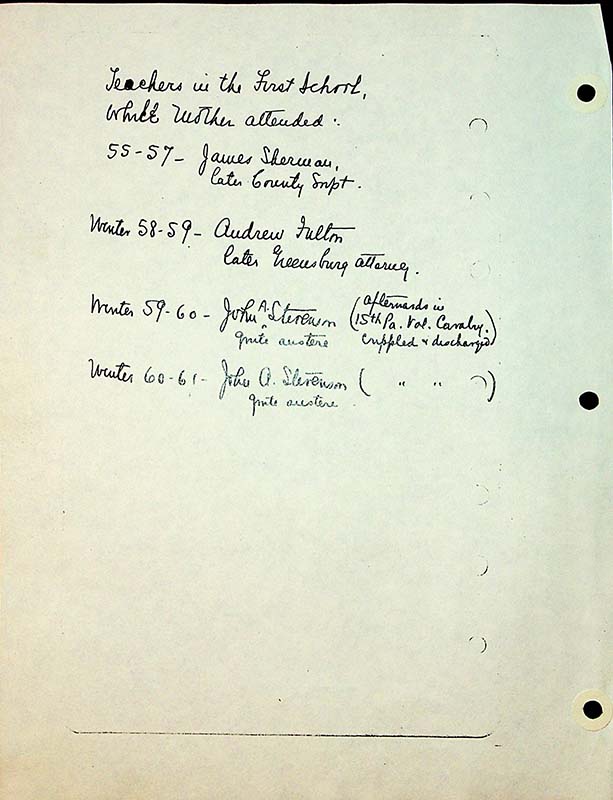 Teachers in the First School,
While Mother attended:
55-57 - James Sherman,
later County Supt.
Winter 58-59 - Andrew Fulton
later Greensburg attorney.
Winter 59-60 - John A. Stevenson (afterwards in
15th Pa. Vol. Cavalry.
quite austere crippled & discharged)
Winter 60-61 - John A. Stevenson ( " " " )
quite austere.